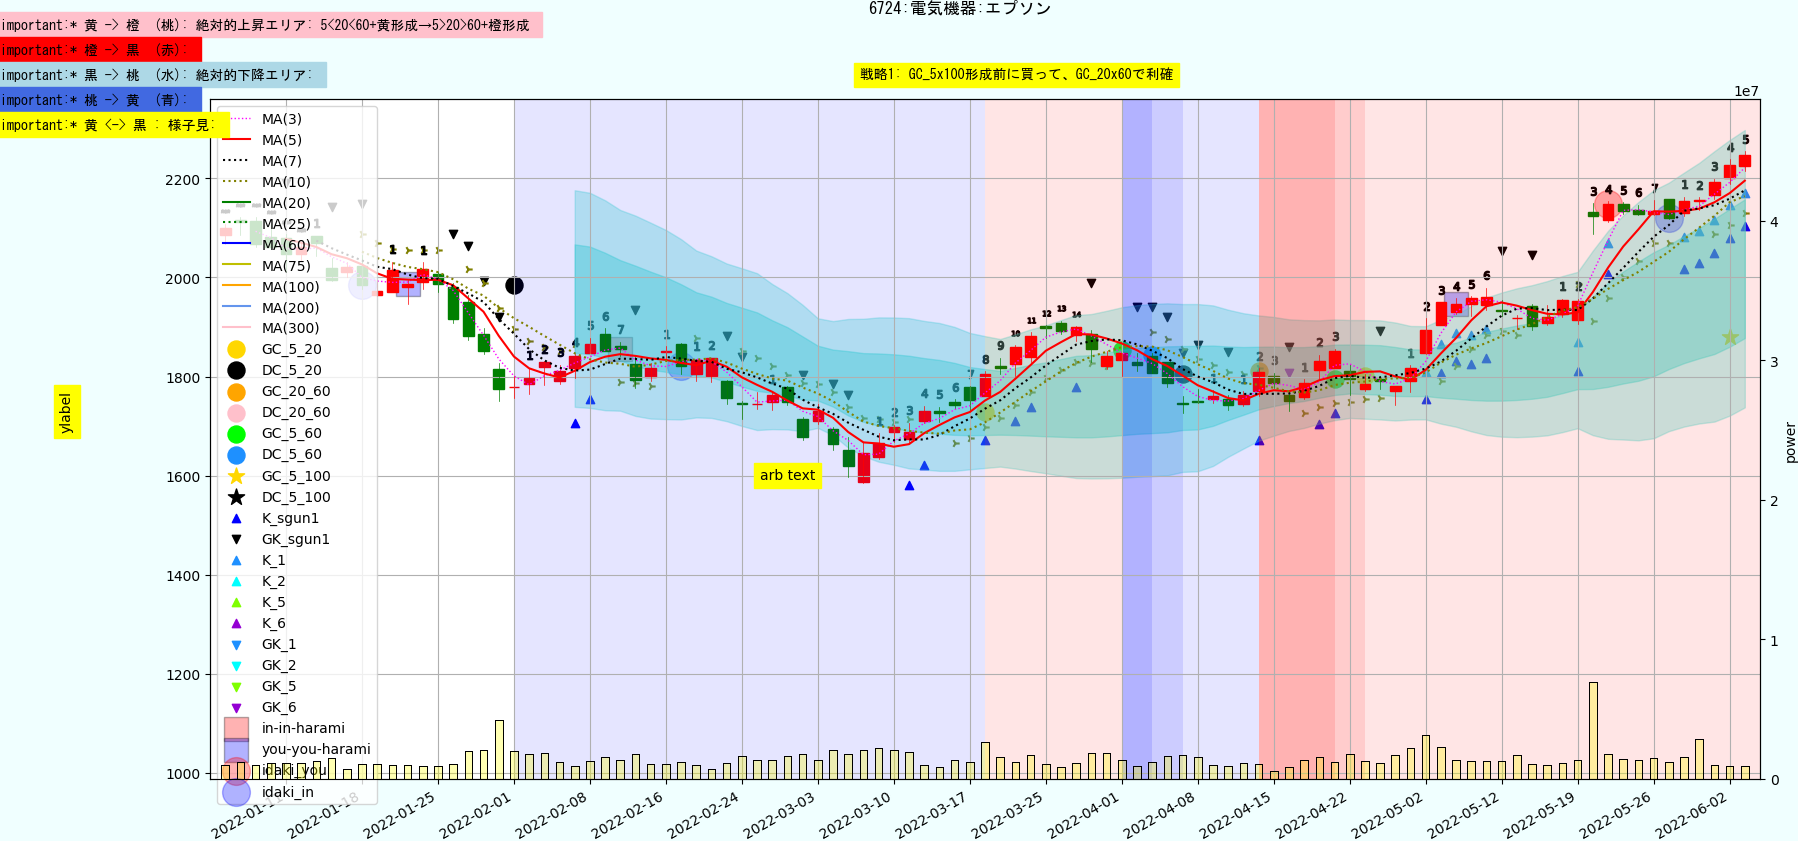 6724:電気機器:エプソン
important:* 黄 -> 橙 (桃): 絶対的上昇エリア: 5<20<60+黄形成→5>20>60+橙形成
important:* 橙 -> 黒 (赤):
important:* 黒 -> 桃 (水): 絶対的下降エリア:
important:* 桃 -> 黄 (青):
important:* 黄 <-> 黒 : 様子見:
戦略1: GC_5x100形成前に買って、GC_20x60で利確
1e7
MA(3)
MA(5)
MA(7)
MA(10)
MA(20)
MA(25)
MA(60)
MA(75)
MA(100)
MA(200)
MA(300)
GC_5_20
DC_5_20
GC_20_60
DC_20_60
GC_5_60
DC_5_60
GC_5_100
DC_5_100
K_sgun1
GK_sgun1
K_1
K_2
K_5
K_6
GK_1
GK_2
GK_5
GK_6
in-in-harami
you-you-harami
idaki_you
idaki_in
2200
2000
1800
1600
1400
1200
1000
ylabel
arb text
4
3
2
1
0
power
2022-01-11
2022-01-18
2022-01-25
2022-02-01
2022-02-08
2022-02-16
2022-02-24
2022-03-03
2022-03-10
2022-03-17
2022-03-25
2022-04-01
2022-04-08
2022-04-15
2022-04-22
2022-05-02
2022-05-12
2022-05-19
2022-05-26
2022-06-02